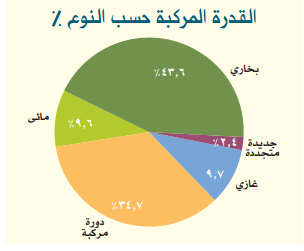 القدرة المركبة حسب النوع ٪
بخاري
٪٤٣,٦
مائى
٪٩,٦
جديدة
متجددة
٪٢,٤
غازي
٩,٧
٪٣٤,٧
دورة
مركبة